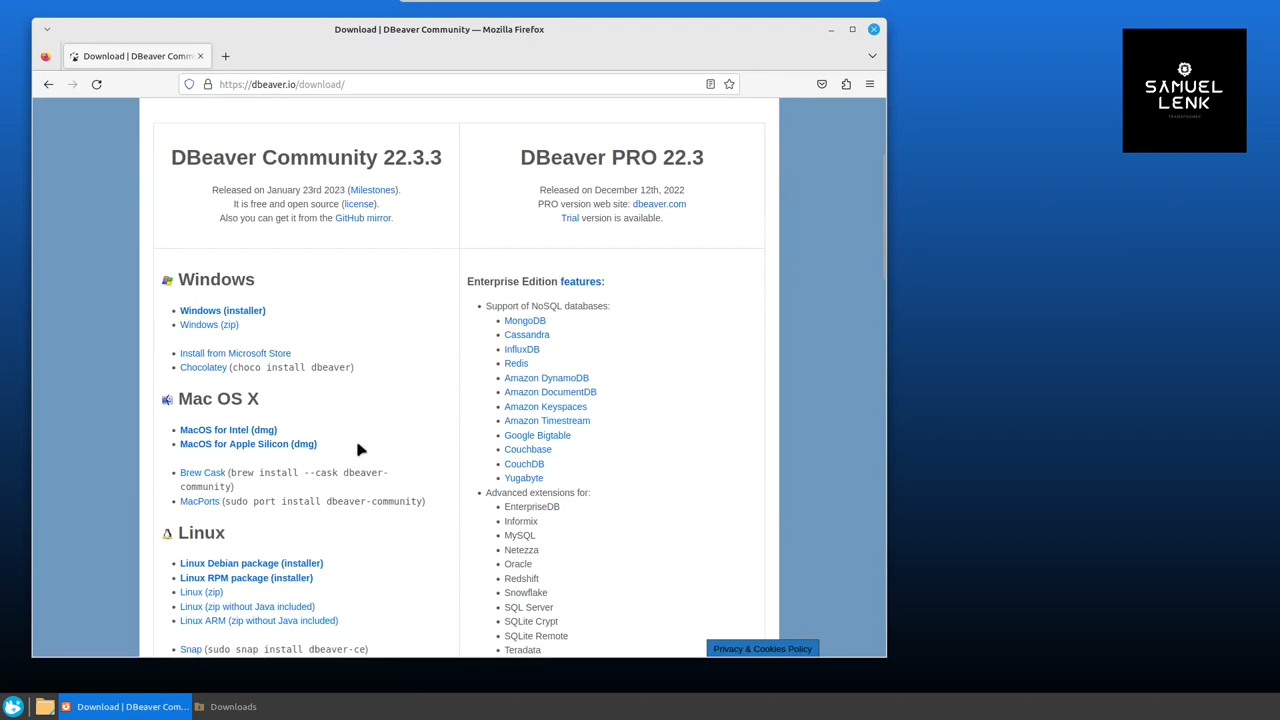 Download | DBeaver Community — Mozilla Firefox
Download | DBeaver Comm
https://dbeaver.io/download/
SAMUEL
LENK
DBeaver Community 22.3.3
Released on January 23rd 2023 (Milestones).
It is free and open source (license).
Also you can get it from the GitHub mirror.
DBeaver PRO 22.3
Released on December 12th, 2022
PRO version web site: dbeaver.com
Trial version is available.
Windows
Windows (installer)
Windows (zip)
Install from Microsoft Store
Chocolatey (choco install dbeaver)
Mac OS X
MacOS for Intel (dmg)
MacOS for Apple Silicon (dmg)
Brew Cask (brew install --cask dbeaver-
community)
MacPorts (sudo port install dbeaver-community)
Linux
Linux Debian package (installer)
Linux RPM package (installer)
Linux (zip)
Linux (zip without Java included)
Linux ARM (zip without Java included)
Snap (sudo snap install dbeaver-ce)
Enterprise Edition features:
Support of NoSQL databases:
MongoDB
Cassandra
InfluxDB
Redis
Amazon DynamoDB
Amazon DocumentDB
Amazon Keyspaces
Amazon Timestream
Google Bigtable
Couchbase
CouchDB
Yugabyte
Advanced extensions for:
EnterpriseDB
Informix
MySQL
Netezza
Oracle
Redshift
Snowflake
SQL Server
SQLite Crypt
SQLite Remote
Teradata
Privacy & Cookies Policy
Download | DBeaver Com...
Downloads